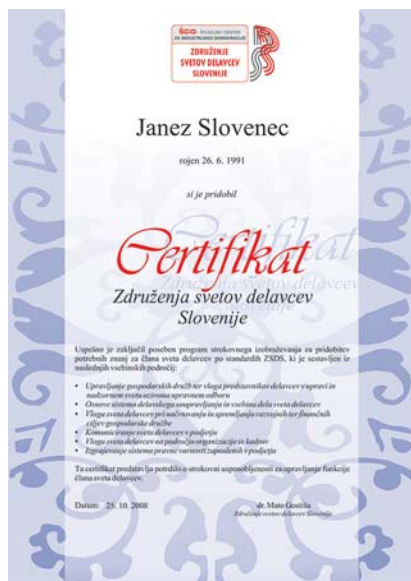 ŠCID ŠTUDIJSKI CENTER
ZA INDUSTRIJSKO DEMOKRACIJO
ZDRUŽENJE
SVETOV DELAVCEV
SLOVENIJE
Janez Slovenec
rojen 26. 6. 1991
si je pridobil
Certifikat
Združenja svetov delavcev
Slovenije
Uspešno je zaključil poseben program strokovnega izobraževanja za pridobitev
potrebnih znanj za člana sveta delavcev po standardih ZSDS, ki je sestavljen iz
naslednjih vsebinskih področij:
• Upravljanje gospodarskih družb ter vloga predstavnikov delavcev v upravi in
nadzornem svetu oziroma upravnem odboru
• Osnove sistema delavskega soupravljanja in vsebina dela sveta delavcev
• Vloga sveta delavcev pri načrtovanju in spremljanju razvojnih ter finančnih
ciljev gospodarske družbe
• Komuniciranje sveta delavcev v podjetju
• Vloga sveta delavcev na področju organizacije in kadrov
• Izgrajevanje sistema pravne varnosti zaposlenih v podjetju
Ta certifikat predstavlja potrdilo o strokovni usposobljenosti za opravljanje funkcije
člana sveta delavcev.
Datum: 23. 10. 2008
dr. Mato Gostiša
Združenje svetov delavcev Slovenije